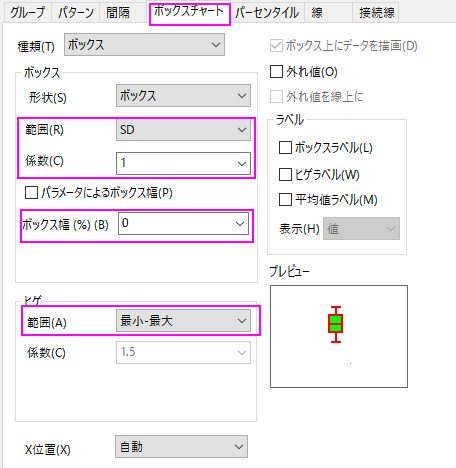 グループ パターン 間隔 ボックスチャート パーセンタイル 線 接続線
種類(T) ボックス
ボックス
形状(S) ボックス
範囲(R) SD
係数(C) 1
パラメータによるボックス幅(P)
ボックス幅 (%) (B) 0
ヒゲ
範囲(A) 最小-最大
係数(C) 1.5
X位置(X) 自動
ボックス上にデータを描画(D)
外れ値(O)
外れ値を線上に
ラベル
ボックスラベル(L)
ヒゲラベル(W)
平均値ラベル(M)
表示(H) 値
プレビュー